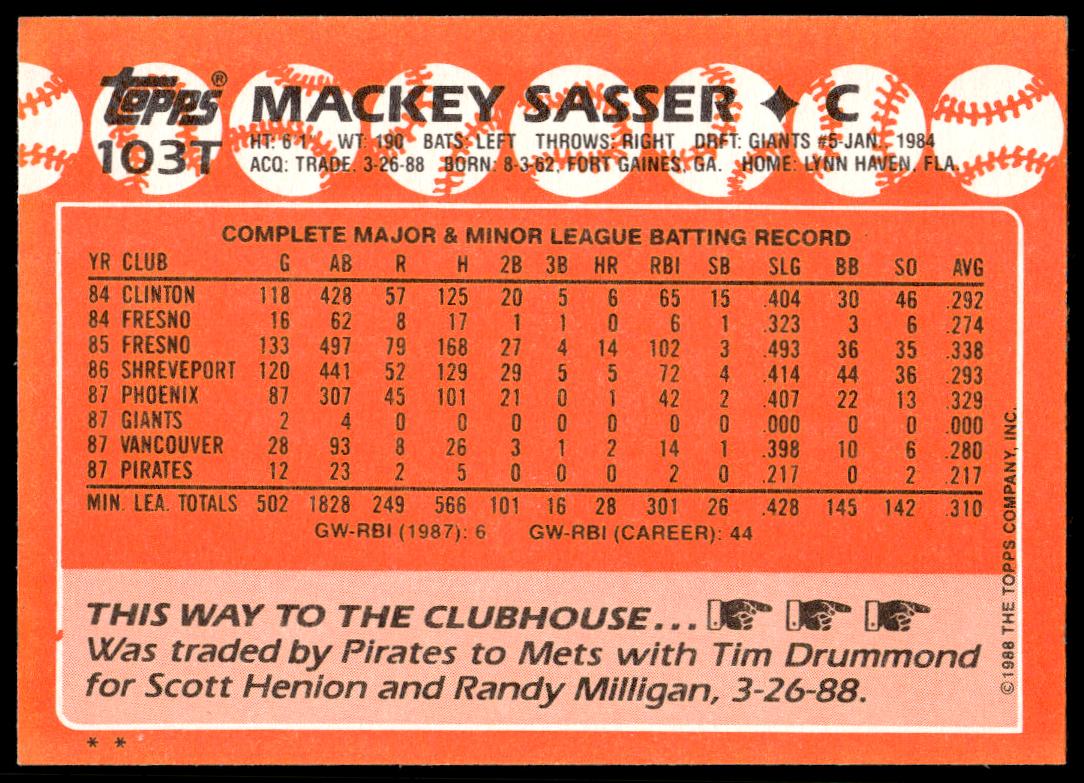 topps®
103T
MACKEY SASSER ✦ C
HT: 6'1" WT: 190 BATS: LEFT THROWS: RIGHT DRFT: GIANTS #5-JAN. 1984
ACQ: TRADE. 3-26-88 BORN: 8-3-62, FORT GAINES, GA. HOME: LYNN HAVEN, FLA.
COMPLETE MAJOR & MINOR LEAGUE BATTING RECORD
YR CLUB G AB R H 2B 3B HR RBI SB SLG BB SO AVG
84 CLINTON 118 428 57 125 20 5 6 65 15 .404 30 46 .292
84 FRESNO 16 62 8 17 1 1 0 6 1 .323 3 6 .274
85 FRESNO 133 497 79 168 27 4 14 102 3 .493 36 35 .338
86 SHREVEPORT 120 441 52 129 29 5 5 72 4 .414 44 36 .293
87 PHOENIX 87 307 45 101 21 0 1 42 2 .407 22 13 .329
87 GIANTS 2 4 0 0 0 0 0 0 0 .000 0 0 .000
87 VANCOUVER 28 93 8 26 3 1 2 14 1 .398 10 6 .280
87 PIRATES 12 23 2 5 0 0 0 2 0 .217 0 2 .217
MIN. LEA. TOTALS 502 1828 249 566 101 16 28 301 26 .428 145 142 .310
GW-RBI (1987): 6 GW-RBI (CAREER): 44
THIS WAY TO THE CLUBHOUSE...
Was traded by Pirates to Mets with Tim Drummond
for Scott Henion and Randy Milligan, 3-26-88.
©1988 THE TOPPS COMPANY, INC.
* *